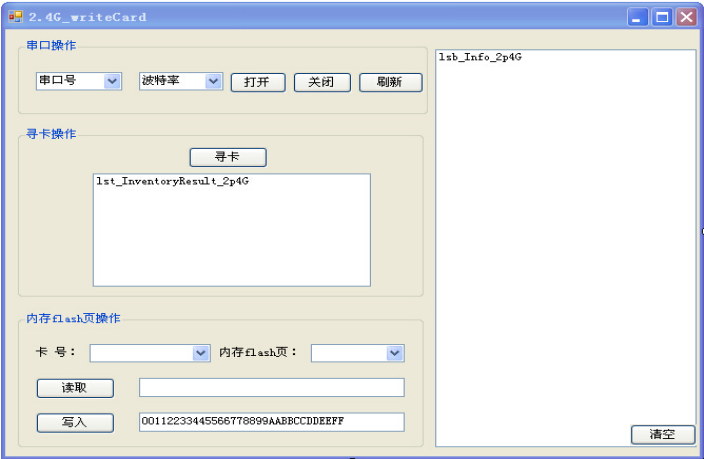 2.4G_writeCard
串口操作
串口号 波特率 打开 关闭 刷新
寻卡操作
寻卡
lst_InventoryResult_2p4G
内存flash页操作
卡 号： 内存flash页：
读取
写入 00112233445566778899AABBCCDDEEFF
lsb_Info_2p4G
清空